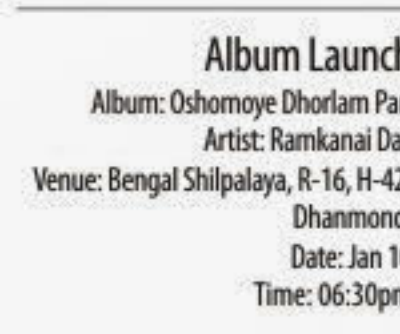 Album Launch
Album: Oshomoye Dhorlam Pa
Artist: Ramkanai Da
Venue: Bengal Shilpalaya, R-16, H-42
Dhanmond
Date: Jan 1
Time: 06:30pm